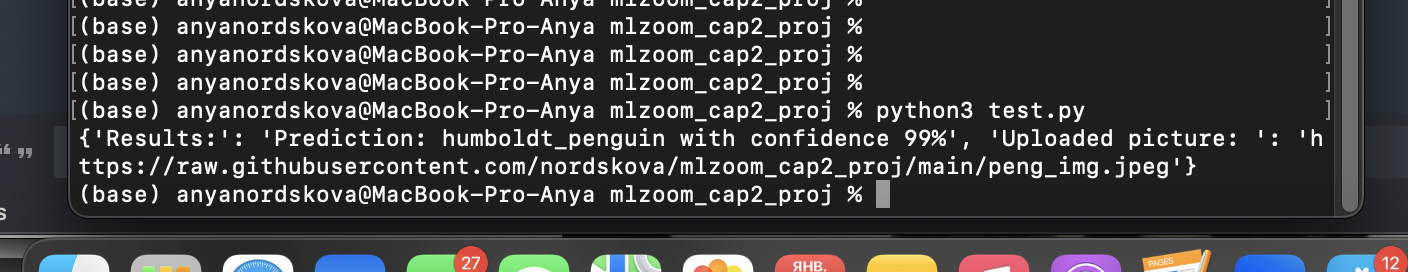 [(base) anyanordskova@MacBook-Pro-Anya mlzoom_cap2_proj % ]
[(base) anyanordskova@MacBook-Pro-Anya mlzoom_cap2_proj % ]
[(base) anyanordskova@MacBook-Pro-Anya mlzoom_cap2_proj % ]
[(base) anyanordskova@MacBook-Pro-Anya mlzoom_cap2_proj % ]
[(base) anyanordskova@MacBook-Pro-Anya mlzoom_cap2_proj % python3 test.py ]
{'Results:': 'Prediction: humboldt_penguin with confidence 99%', 'Uploaded picture: ': 'h
ttps://raw.githubusercontent.com/nordskova/mlzoom_cap2_proj/main/peng_img.jpeg'}
(base) anyanordskova@MacBook-Pro-Anya mlzoom_cap2_proj %
“ ”
s
27
ЯНВ.
PAGES
12